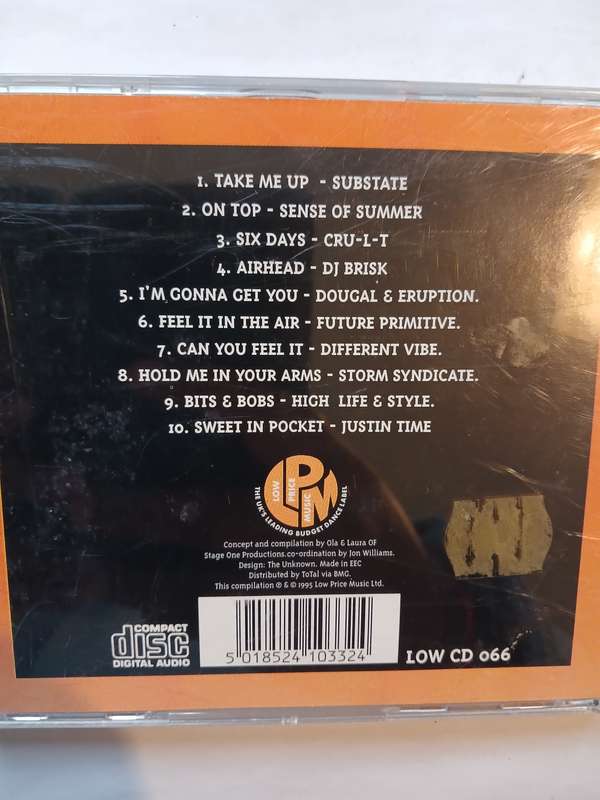 1. TAKE ME UP - SUBSTATE
2. ON TOP - SENSE OF SUMMER
3. SIX DAYS - CRU-L-T
4. AIRHEAD - DJ BRISK
5. I'M GONNA GET YOU - DOUGAL & ERUPTION.
6. FEEL IT IN THE AIR - FUTURE PRIMITIVE.
7. CAN YOU FEEL IT - DIFFERENT VIBE.
8. HOLD ME IN YOUR ARMS - STORM SYNDICATE.
9. BITS & BOBS - HIGH LIFE & STYLE.
10. SWEET IN POCKET - JUSTIN TIME
LPM
LOW PRICE MUSIC
THE UK'S LEADING BUDGET DANCE LABEL
Concept and compilation by Ola & Laura OF
Stage One Productions.co-ordination by Jon Williams.
Design: The Unknown. Made in EEC
Distributed by ToTal via BMG.
This compilation ℗ & © 1995 Low Price Music Ltd.
COMPACT
disc
DIGITAL AUDIO
5 018524 103324
LOW CD 066